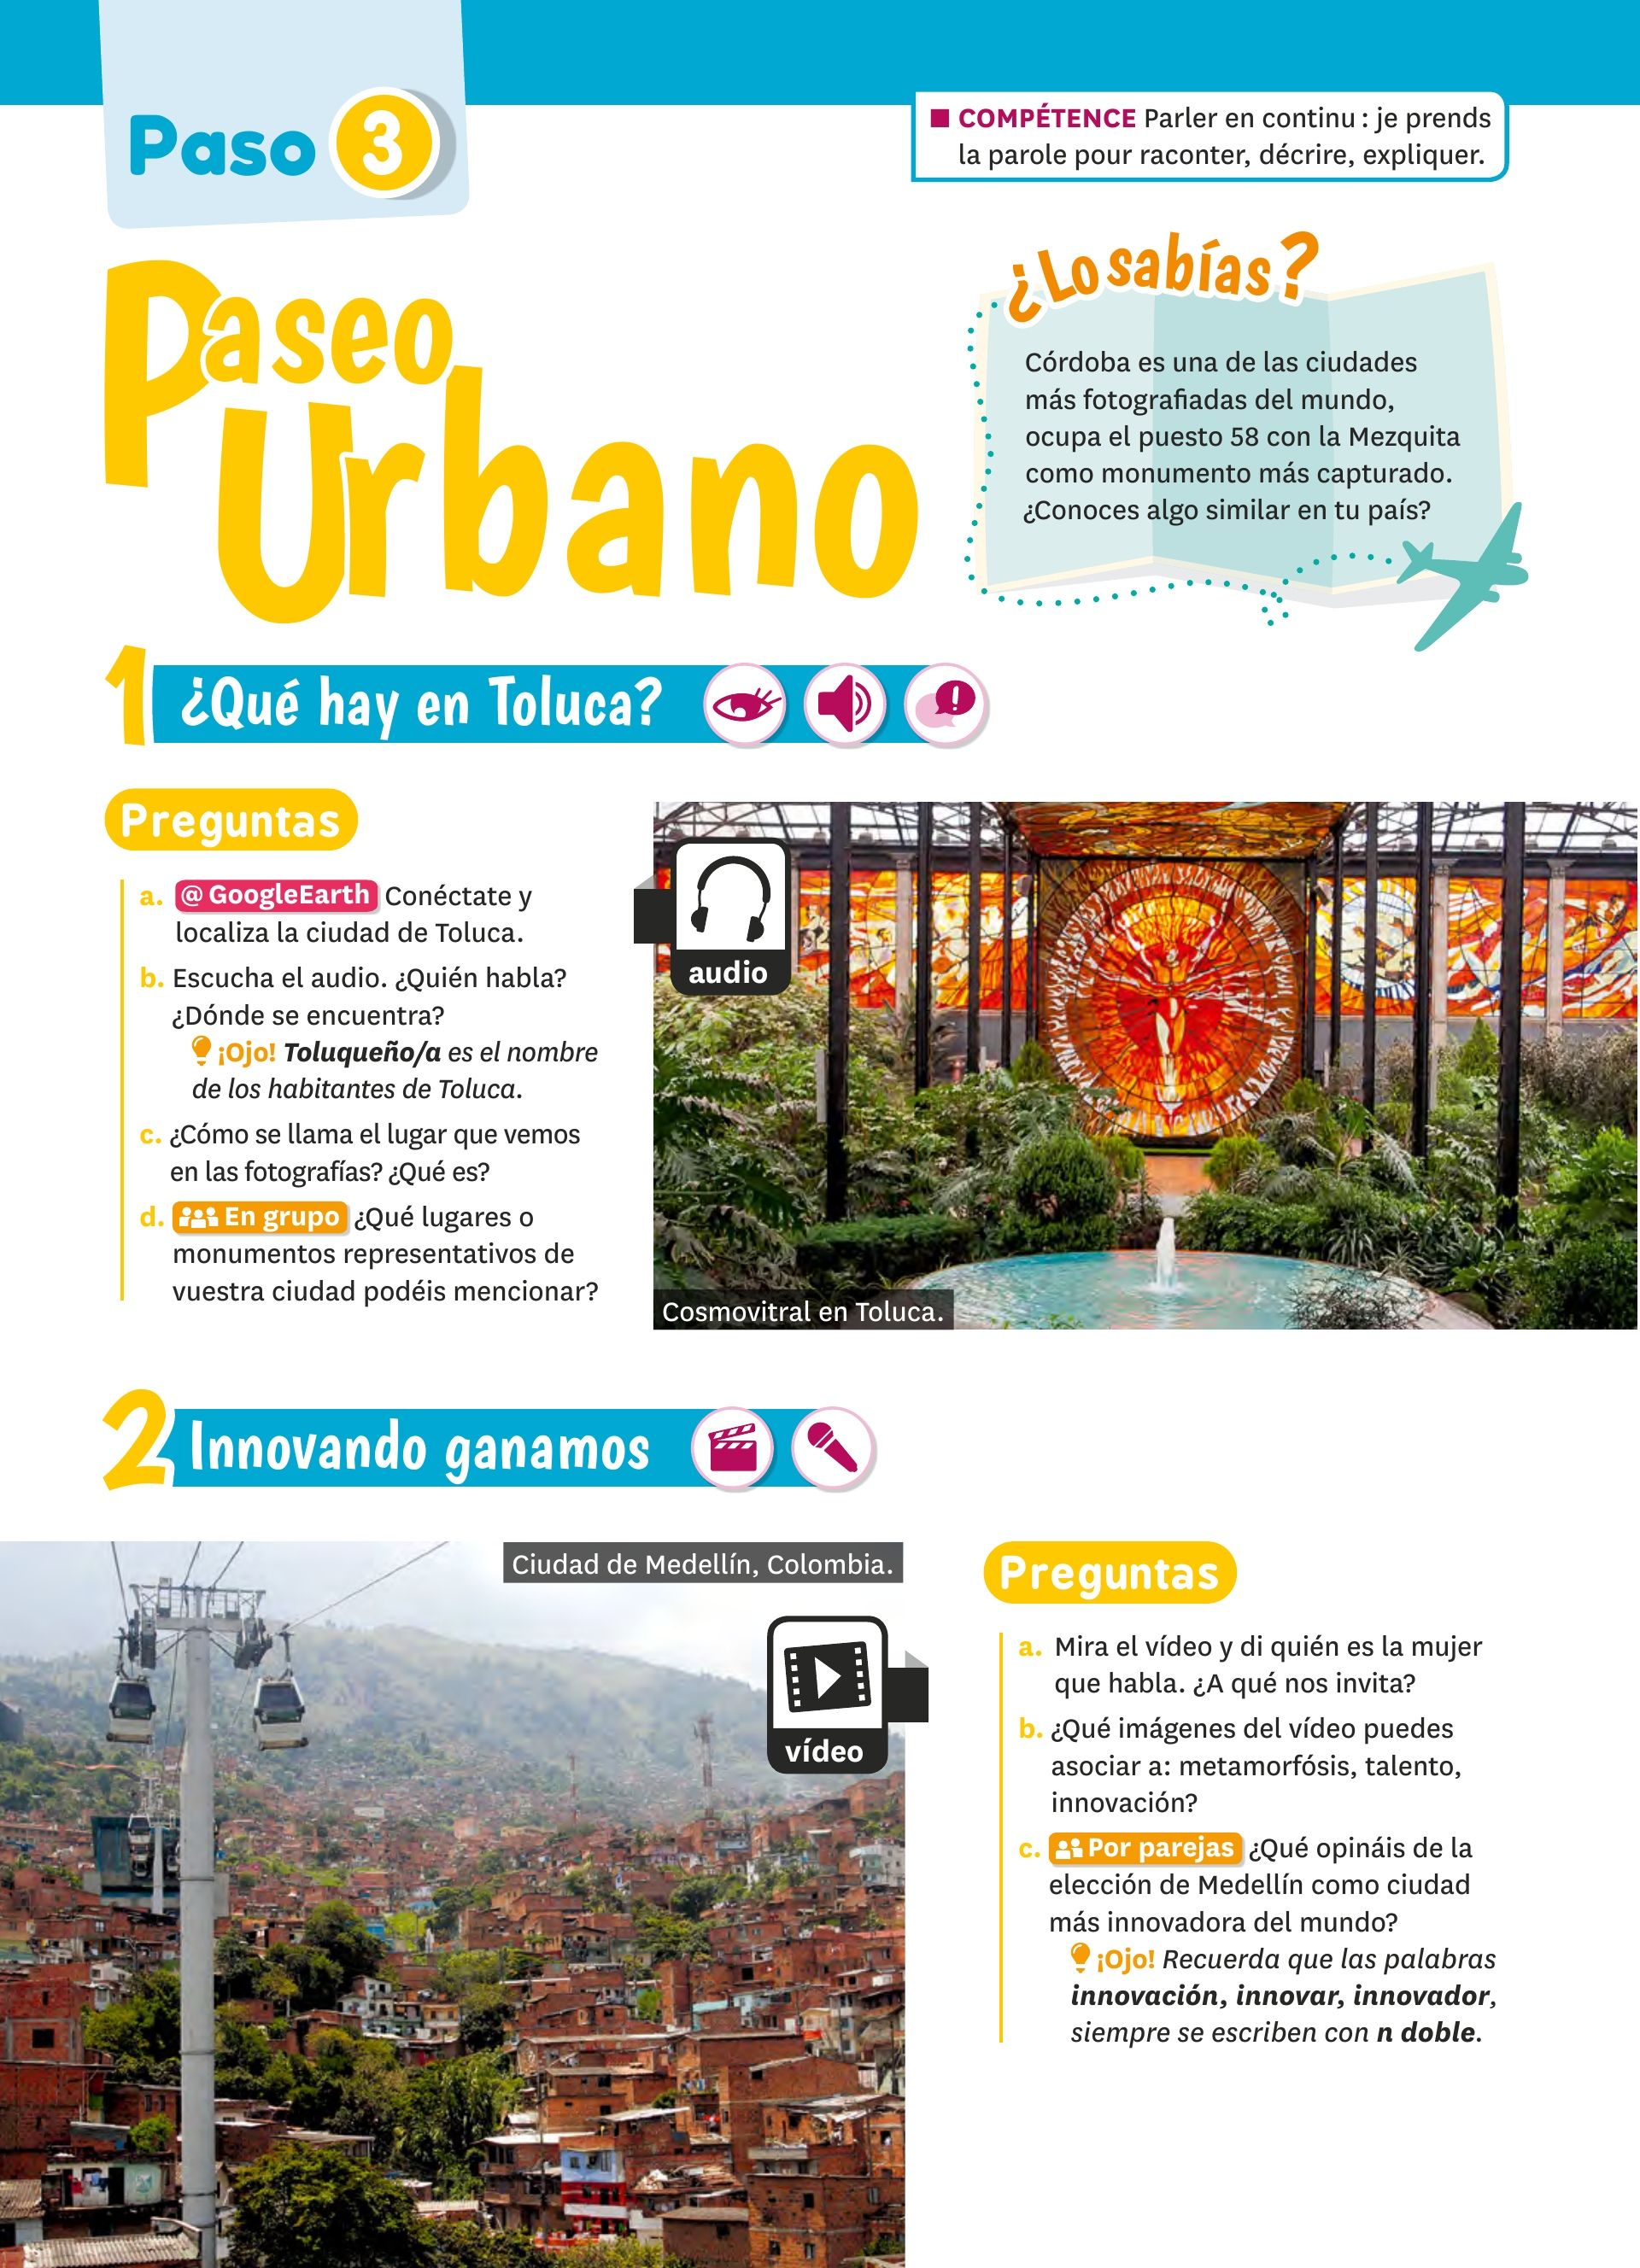 Paso 3
■ COMPÉTENCE Parler en continu : je prends
la parole pour raconter, décrire, expliquer.
Paseo
Urbano
¿Lo sabías?
Córdoba es una de las ciudades
más fotografiadas del mundo,
ocupa el puesto 58 con la Mezquita
como monumento más capturado.
¿Conoces algo similar en tu país?
1 ¿Qué hay en Toluca?
Preguntas
a. @ GoogleEarth Conéctate y
localiza la ciudad de Toluca.
b. Escucha el audio. ¿Quién habla?
¿Dónde se encuentra?
¡Ojo! Toluqueño/a es el nombre
de los habitantes de Toluca.
c. ¿Cómo se llama el lugar que vemos
en las fotografías? ¿Qué es?
d. En grupo ¿Qué lugares o
monumentos representativos de
vuestra ciudad podéis mencionar?
audio
Cosmovitral en Toluca.
2 Innovando ganamos
Ciudad de Medellín, Colombia.
vídeo
Preguntas
a. Mira el vídeo y di quién es la mujer
que habla. ¿A qué nos invita?
b. ¿Qué imágenes del vídeo puedes
asociar a: metamorfósis, talento,
innovación?
c. Por parejas ¿Qué opináis de la
elección de Medellín como ciudad
más innovadora del mundo?
¡Ojo! Recuerda que las palabras
innovación, innovar, innovador,
siempre se escriben con n doble.